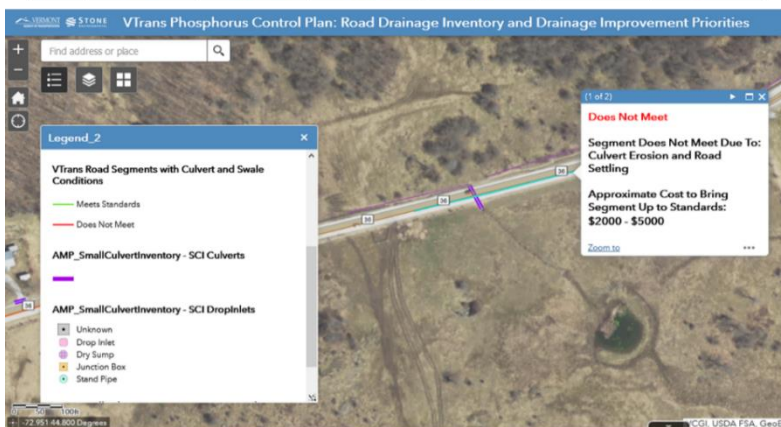 VERMONT
STONE
VTrans Phosphorus Control Plan: Road Drainage Inventory and Drainage Improvement Priorities
Find address or place
Legend_2
VTrans Road Segments with Culvert and Swale
Conditions
Meets Standards
Does Not Meet
AMP_SmallCulvertInventory - SCI Culverts
AMP_SmallCulvertInventory - SCI DropInlets
Unknown
Drop Inlet
Dry Sump
Junction Box
Stand Pipe
(1 of 2)
Does Not Meet
Segment Does Not Meet Due To:
Culvert Erosion and Road
Settling
Approximate Cost to Bring
Segment Up to Standards:
$2000 - $5000
Zoom to
36
36
36
36
-72.951 44.800 Degrees
VCGI, USDA FSA, GeoE